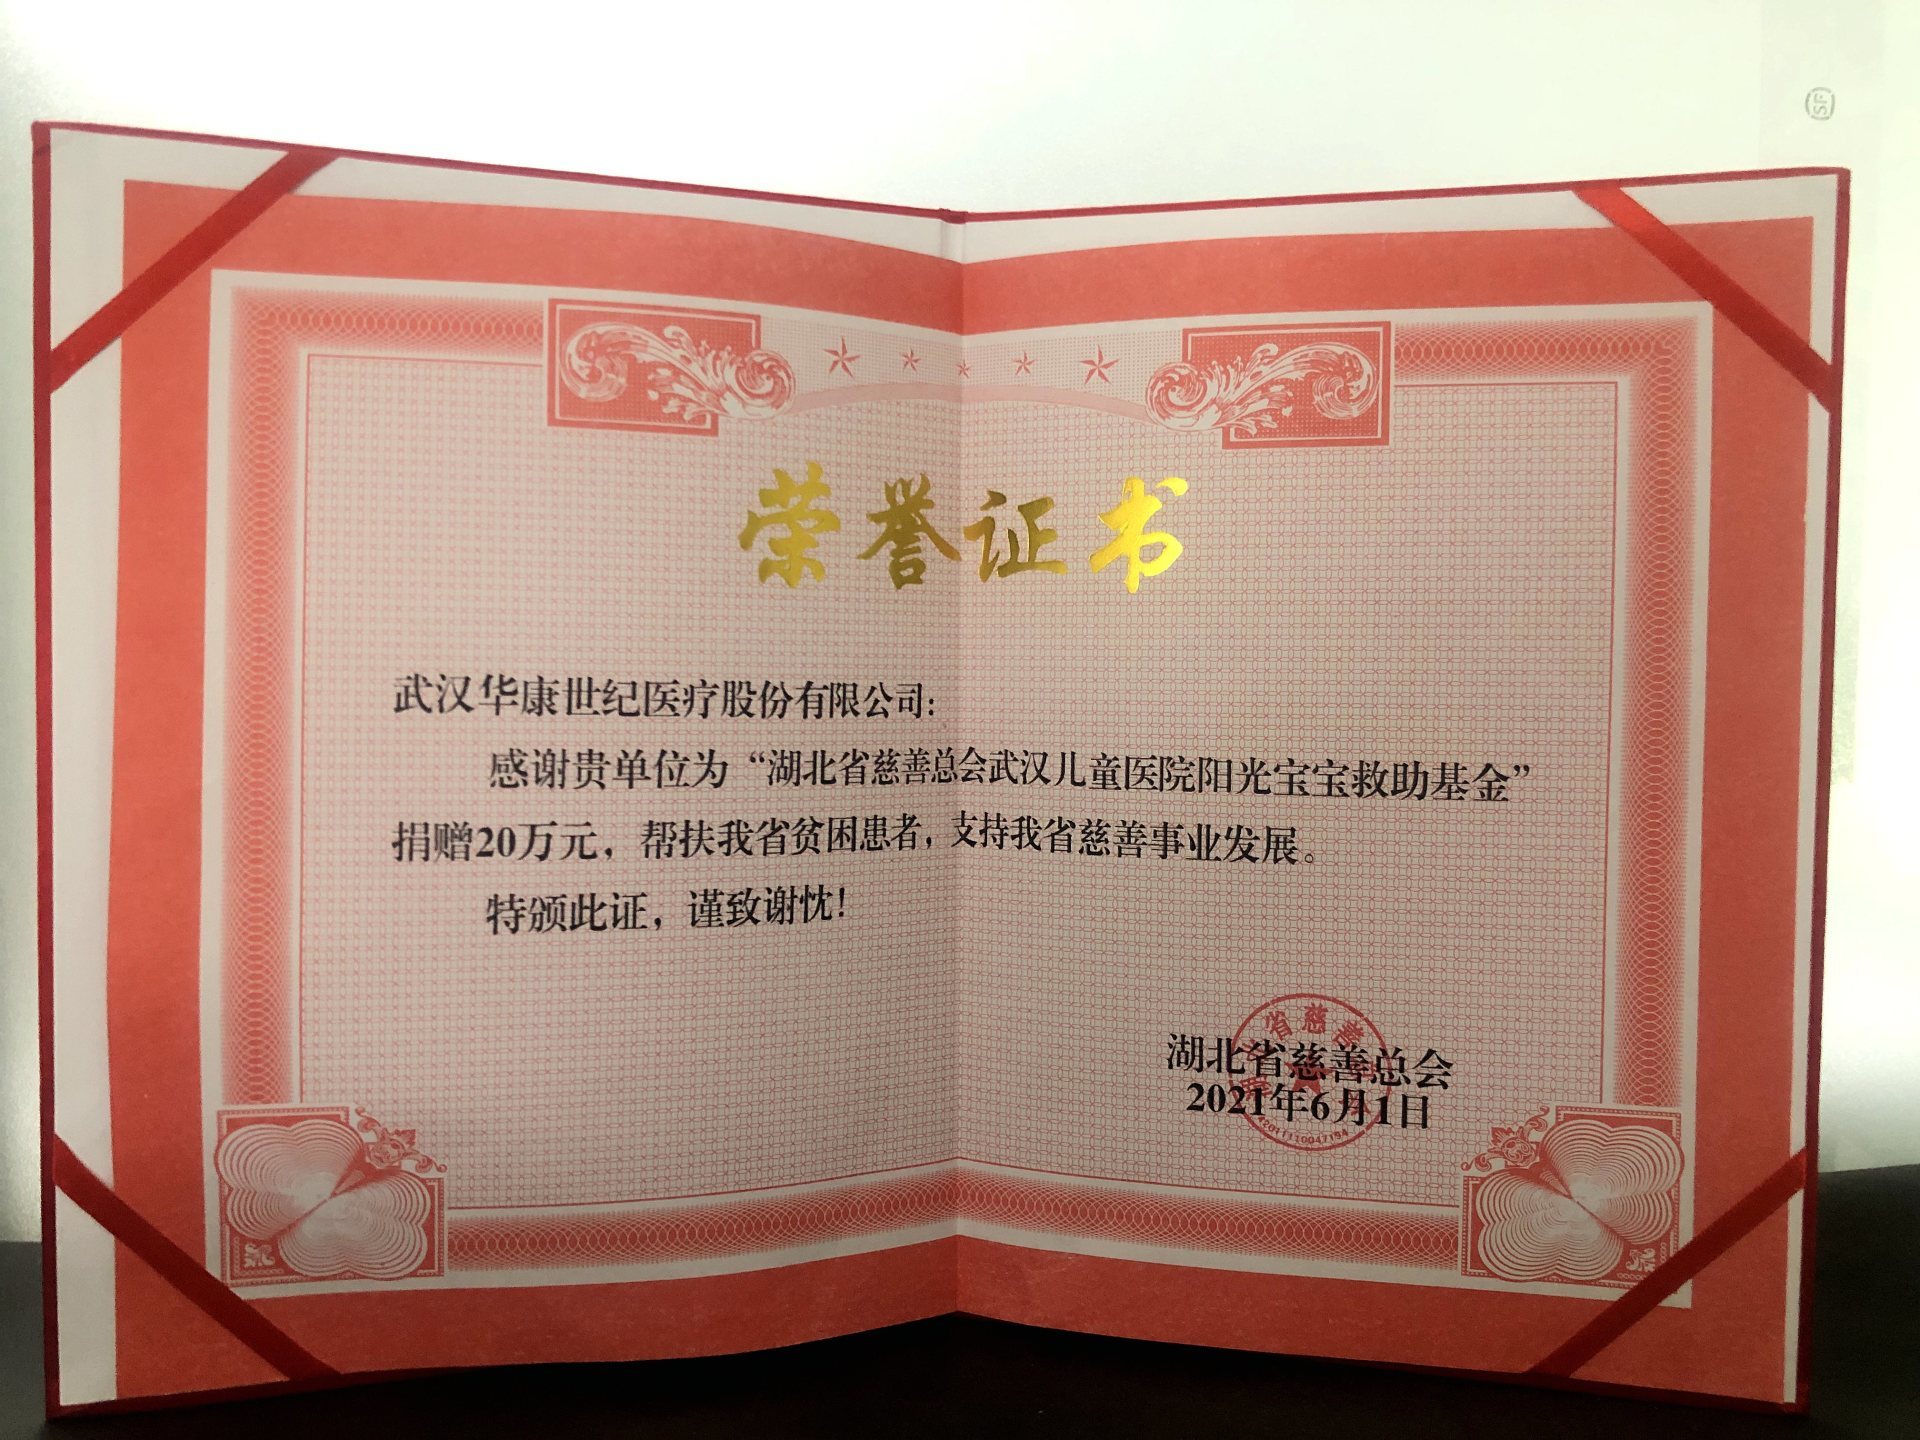 SF
荣誉证书
武汉华康世纪医疗股份有限公司:
感谢贵单位为“湖北省慈善总会武汉儿童医院阳光宝宝救助基金”
捐赠20万元，帮扶我省贫困患者，支持我省慈善事业发展。
特颁此证，谨致谢忱！
湖北省慈善总会
2021年6月1日